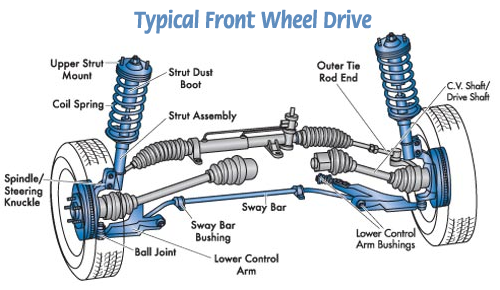 Typical Front Wheel Drive
Upper Strut
Mount
Strut Dust
Boot
Coil Spring
Strut Assembly
Outer Tie
Rod End
C.V. Shaft/
Drive Shaft
Spindle/
Steering
Knuckle
Sway Bar
Sway Bar
Bushing
Ball Joint
Lower Control
Arm
Lower Control
Arm Bushings